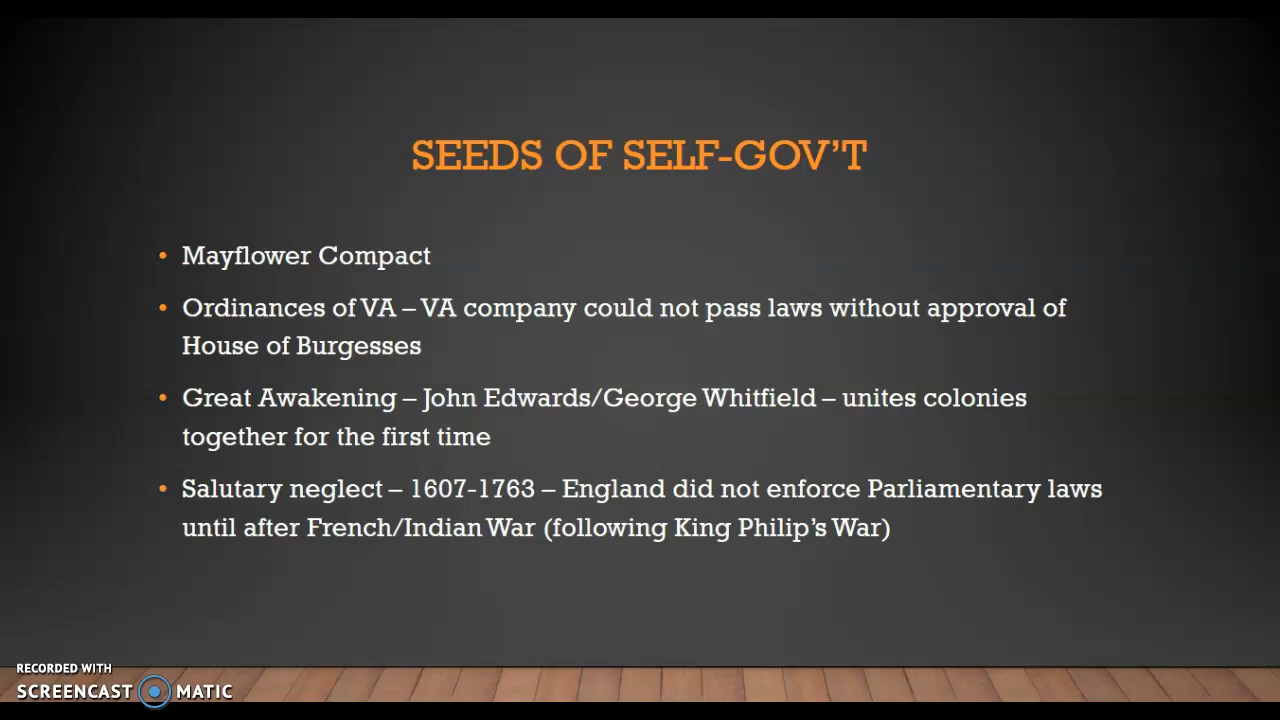 SEEDS OF SELF-GOV’T
• Mayflower Compact
• Ordinances of VA – VA company could not pass laws without approval of
House of Burgesses
• Great Awakening – John Edwards/George Whitfield – unites colonies
together for the first time
• Salutary neglect – 1607-1763 – England did not enforce Parliamentary laws
until after French/Indian War (following King Philip’s War)
RECORDED WITH
SCREENCAST MATIC